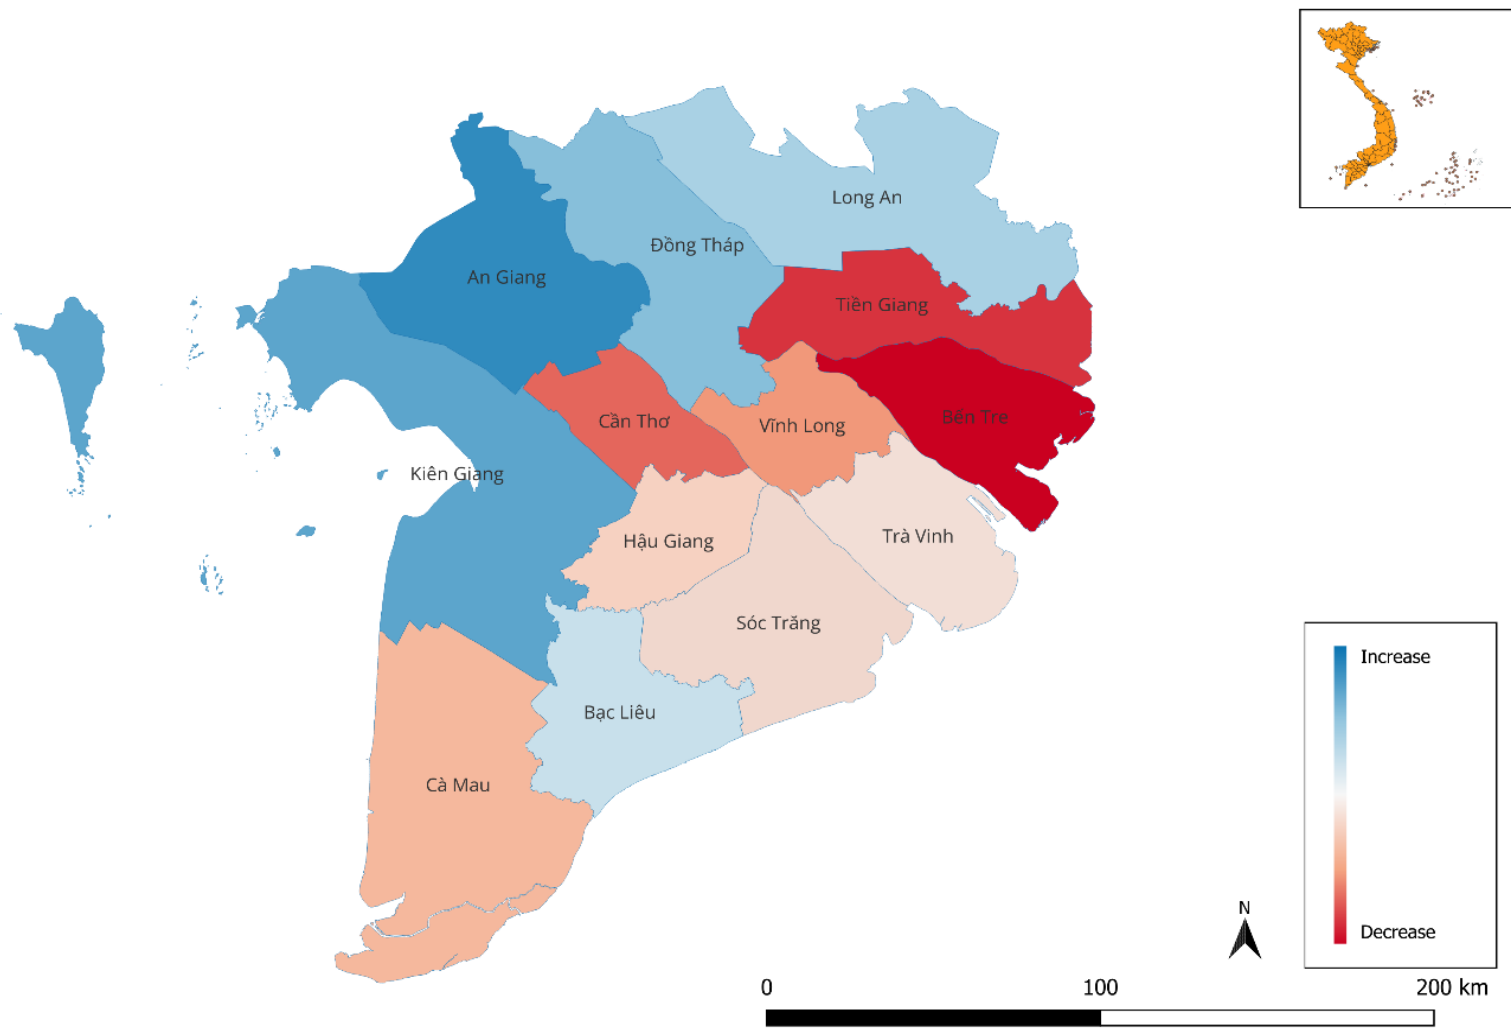 Long An
Đồng Tháp
An Giang
Tiền Giang
Cần Thơ
Vĩnh Long
Bến Tre
Kiên Giang
Hậu Giang
Trà Vinh
Sóc Trăng
Bạc Liêu
Cà Mau
Increase
Decrease
N
0 100 200 km